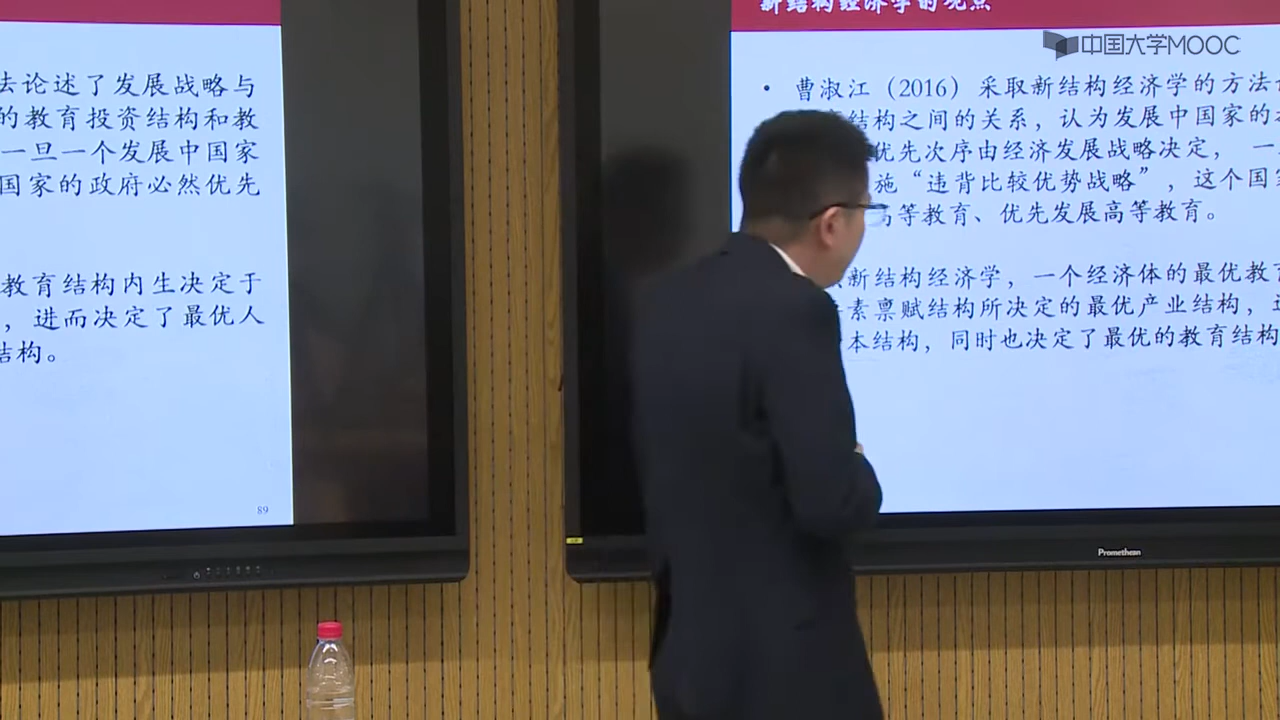 法论述了发展战略与
的教育投资结构和教
一旦一个发展中国家
国家的政府必然优先
教育结构内生决定于
，进而决定了最优人
结构。
89
新结构经济学的观点
中国大学MOOC
• 曹淑江（2016）采取新结构经济学的方法
结构之间的关系，认为发展中国家的
优先次序由经济发展战略决定， 一
施“违背比较优势战略”，这个国家
高等教育、优先发展高等教育。
新结构经济学，一个经济体的最优教育
素禀赋结构所决定的最优产业结构，
本结构，同时也决定了最优的教育结构
Promethean